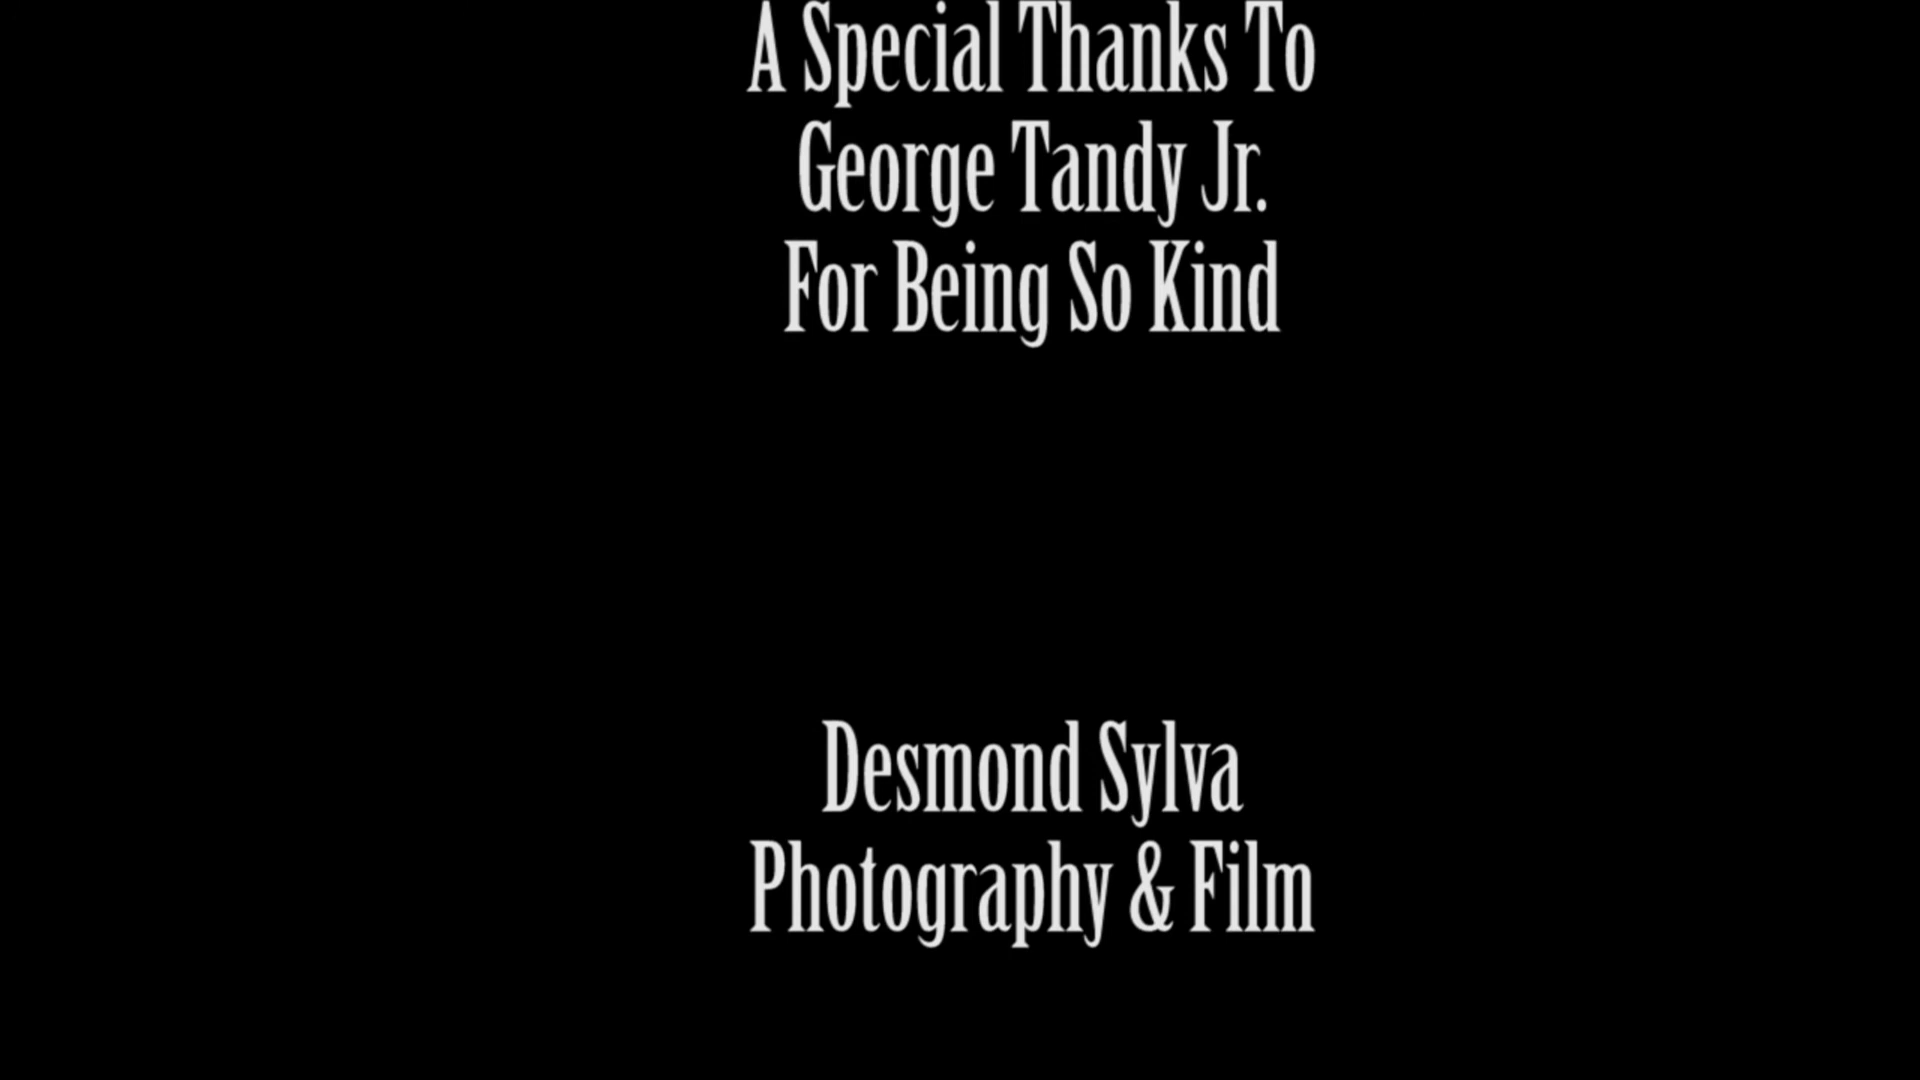 A Special Thanks To
George Tandy Jr.
For Being So Kind
Desmond Sylva
Photography & Film